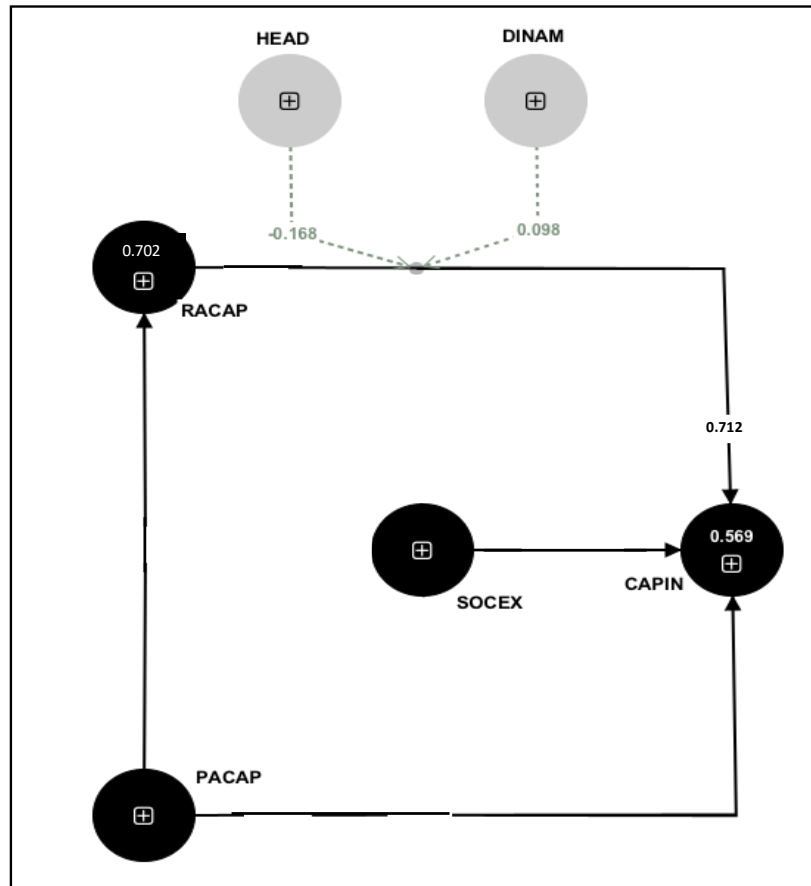 HEAD
DINAM
-0.168
0.098
0.702
RACAP
0.712
0.569
SOCEX
CAPIN
PACAP